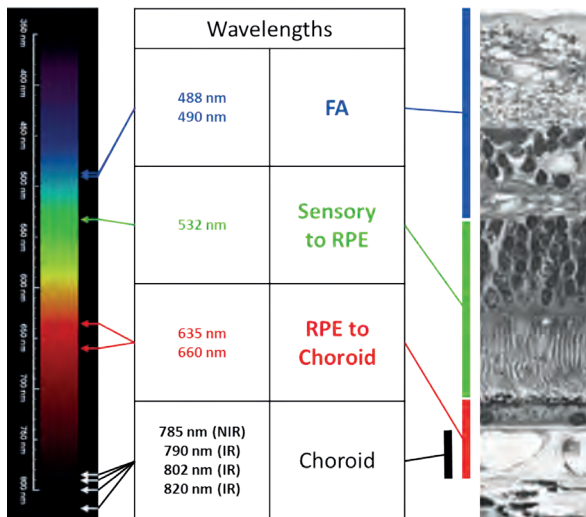 350 nm
400 nm
450 nm
500 nm
550 nm
600 nm
650 nm
700 nm
750 nm
800 nm
Wavelengths
488 nm
490 nm
FA
532 nm
Sensory
to RPE
635 nm
660 nm
RPE to
Choroid
785 nm (NIR)
790 nm (IR)
802 nm (IR)
820 nm (IR)
Choroid